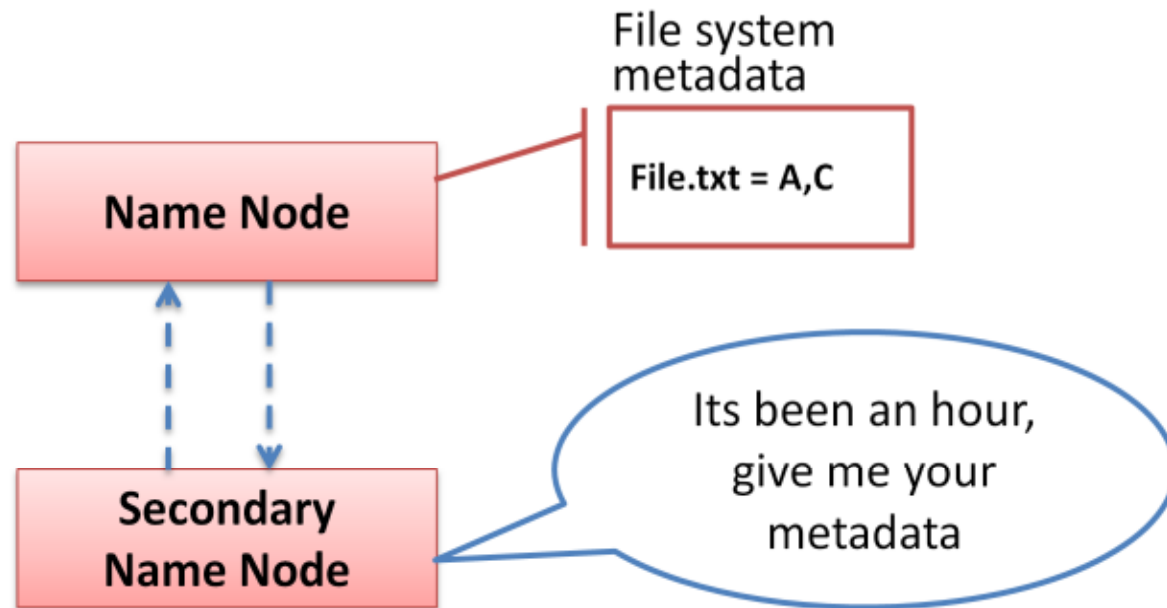 File system
metadata
File.txt = A,C
Name Node
Secondary
Name Node
Its been an hour,
give me your
metadata